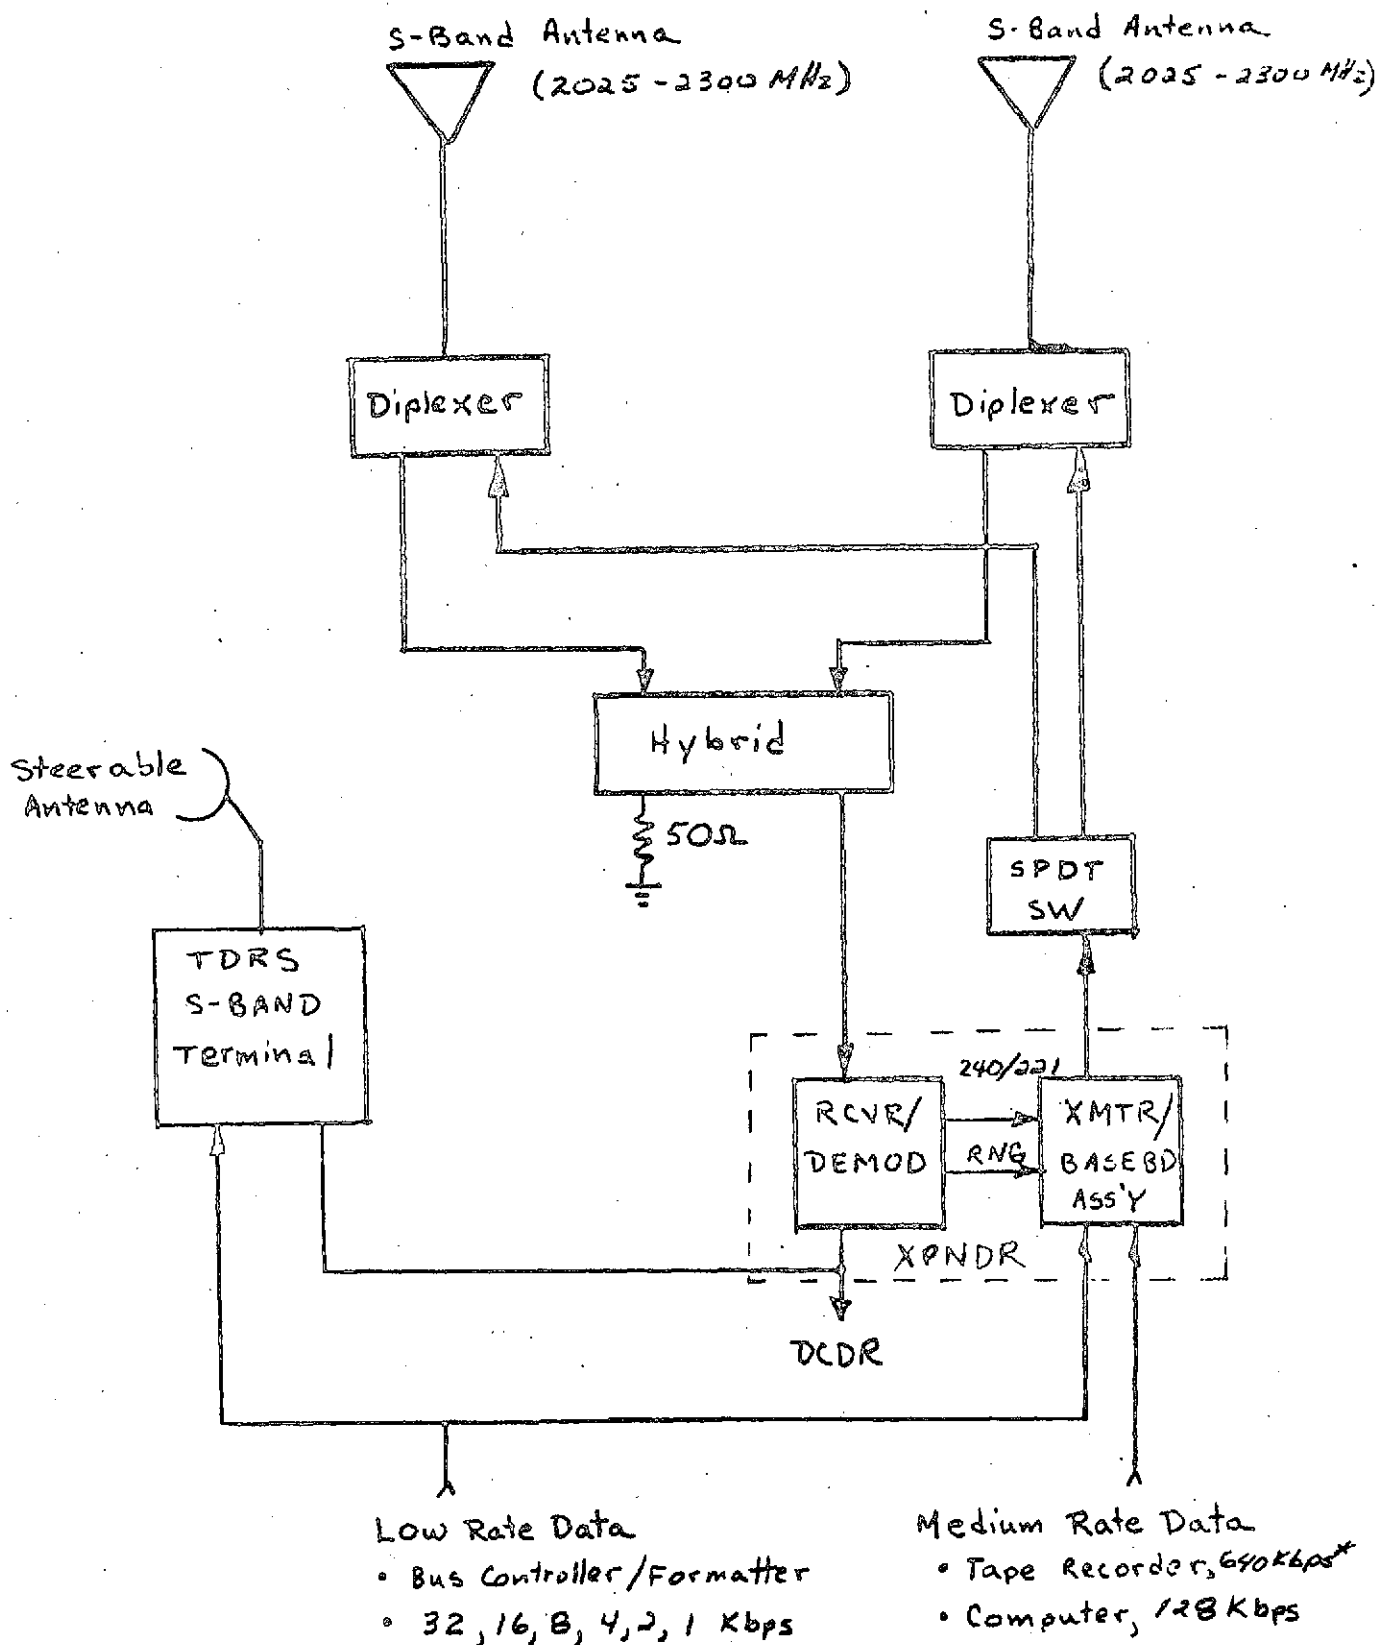 S-Band Antenna
(2025-2300 MHz)
S-Band Antenna
(2025-2300 MHz)
Diplexer
Diplexer
Hybrid
50Ω
Steerable
Antenna
SPDT
SW
TDRS
S-BAND
Terminal
240/221
RCVR/
DEMOD
RNG
XMTR/
BASEBD
ASS'Y
XPNDR
DCDR
Low Rate Data
• Bus Controller/Formatter
• 32, 16, 8, 4, 2, 1 Kbps
Medium Rate Data
• Tape Recorder, 640 Kbps*
• Computer, 128 Kbps